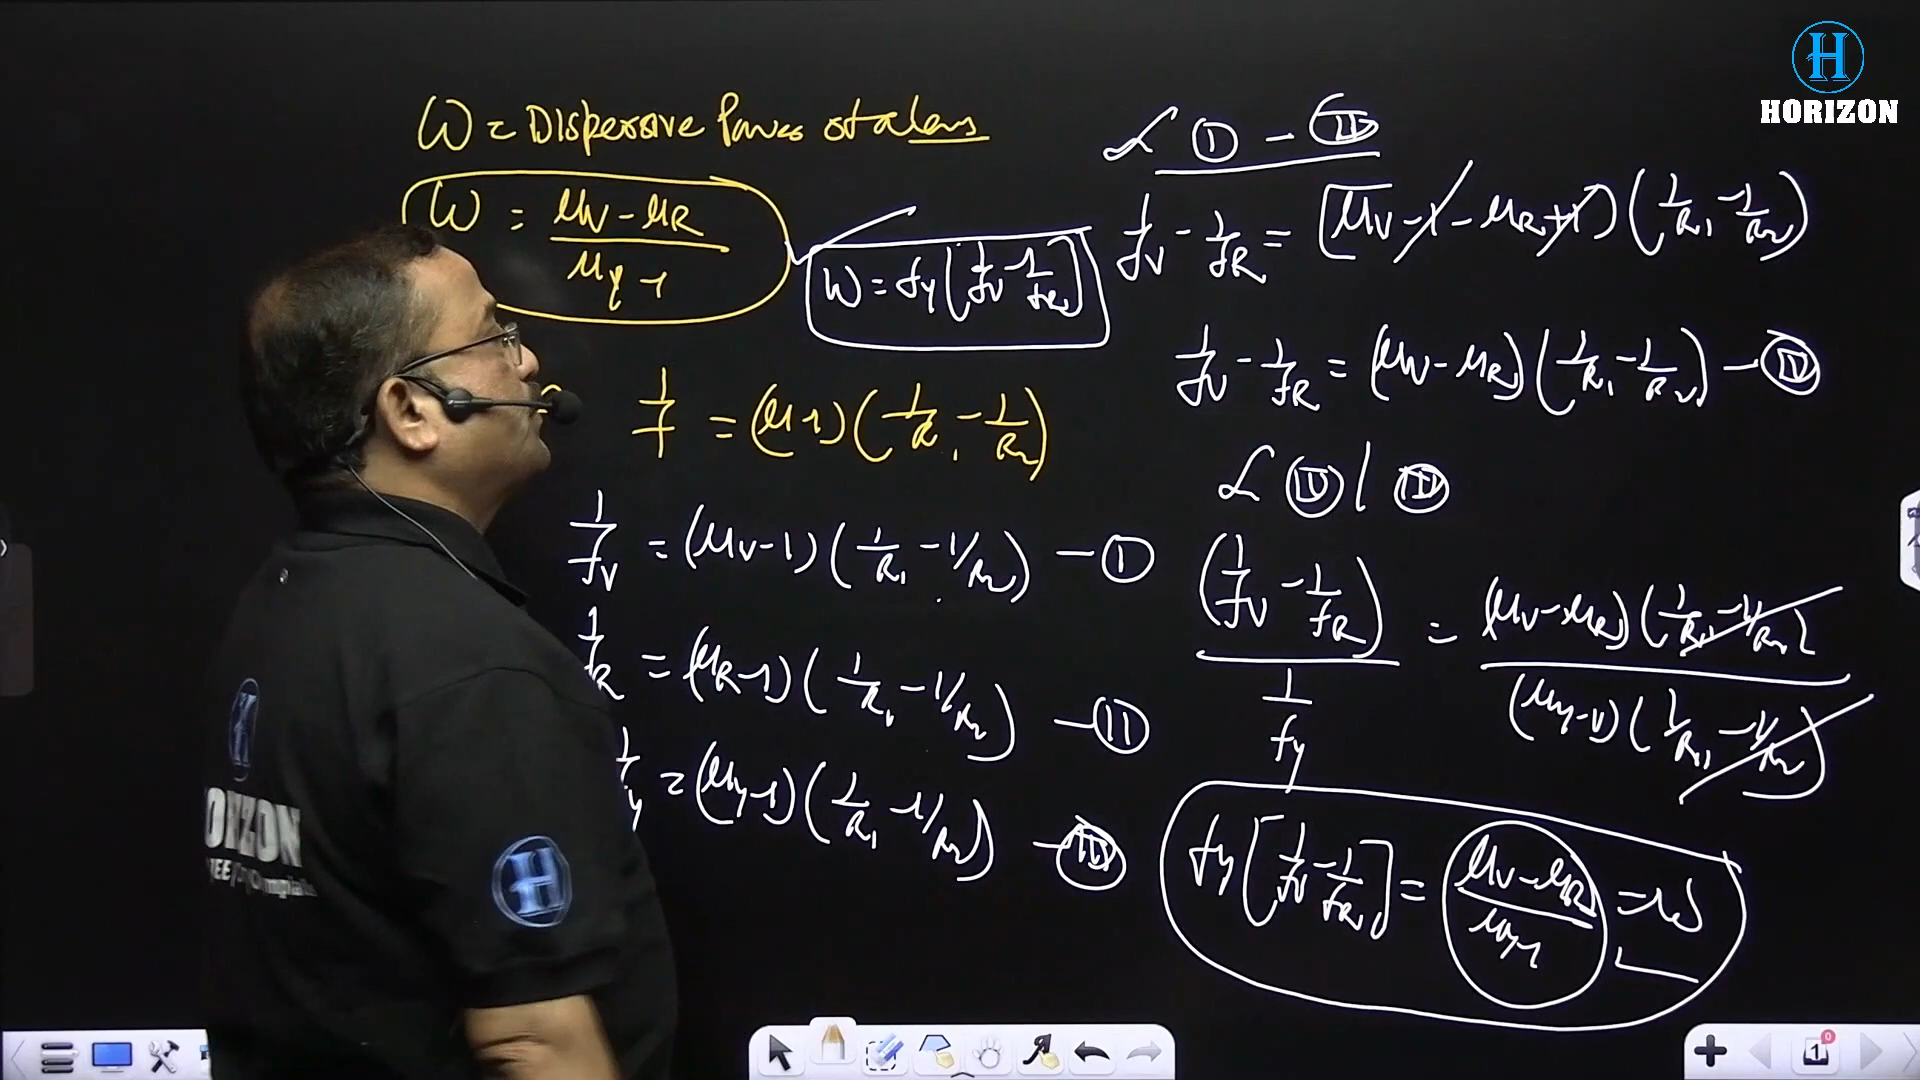 HORIZON
ω = Dispersive Power of a lens
ω = μV - μR / μy - 1
ω = fy [1/fV - 1/fR]
1/f = (μ-1)(1/R1 - 1/R2)
1/fV = (μV-1)(1/R1 - 1/R2) — I
1/fR = (μR-1)(1/R1 - 1/R2) — II
1/fy = (μy-1)(1/R1 - 1/R2) — III
I - II
1/fV - 1/fR = [μV - 1 - μR + 1](1/R1 - 1/R2)
1/fV - 1/fR = (μV - μR)(1/R1 - 1/R2) — IV
IV / III
(1/fV - 1/fR) / 1/fy = (μV - μR)(1/R1 - 1/R2) / (μy - 1)(1/R1 - 1/R2)
fy [1/fV - 1/fR] = μV - μR / μy - 1 = ω
H
H
1
0